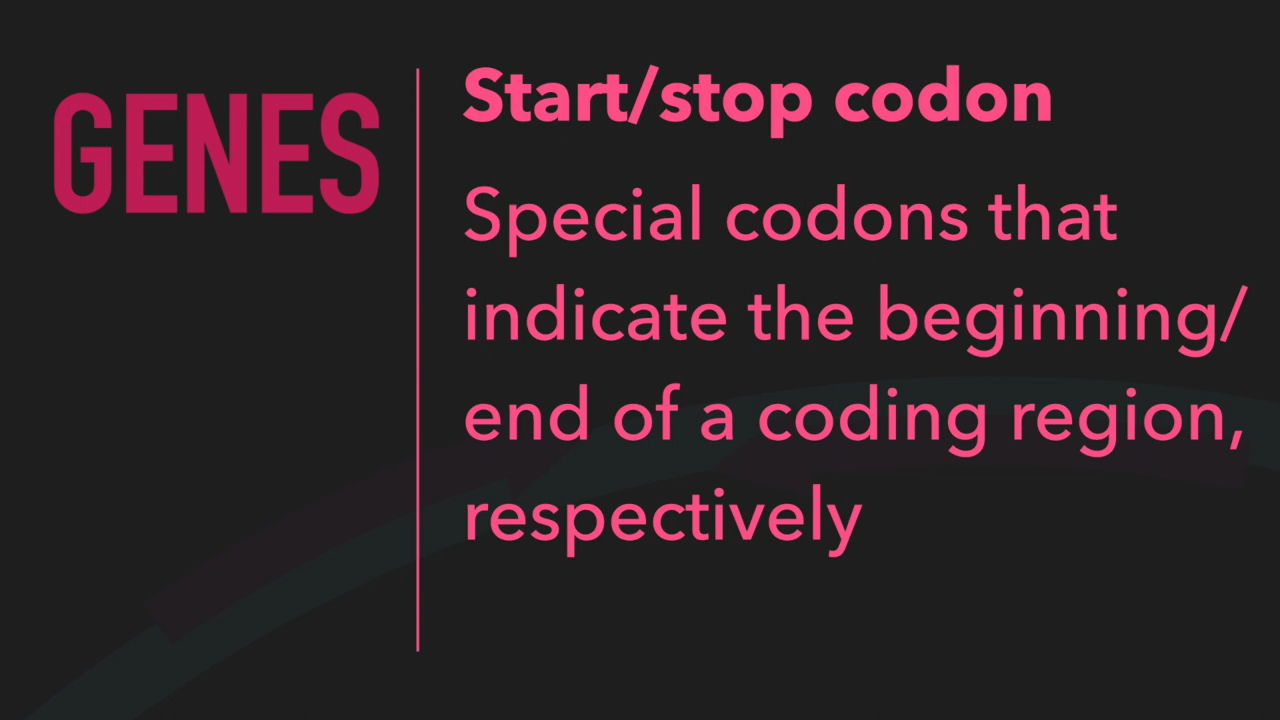 GENES
Start/stop codon
Special codons that
indicate the beginning/
end of a coding region,
respectively